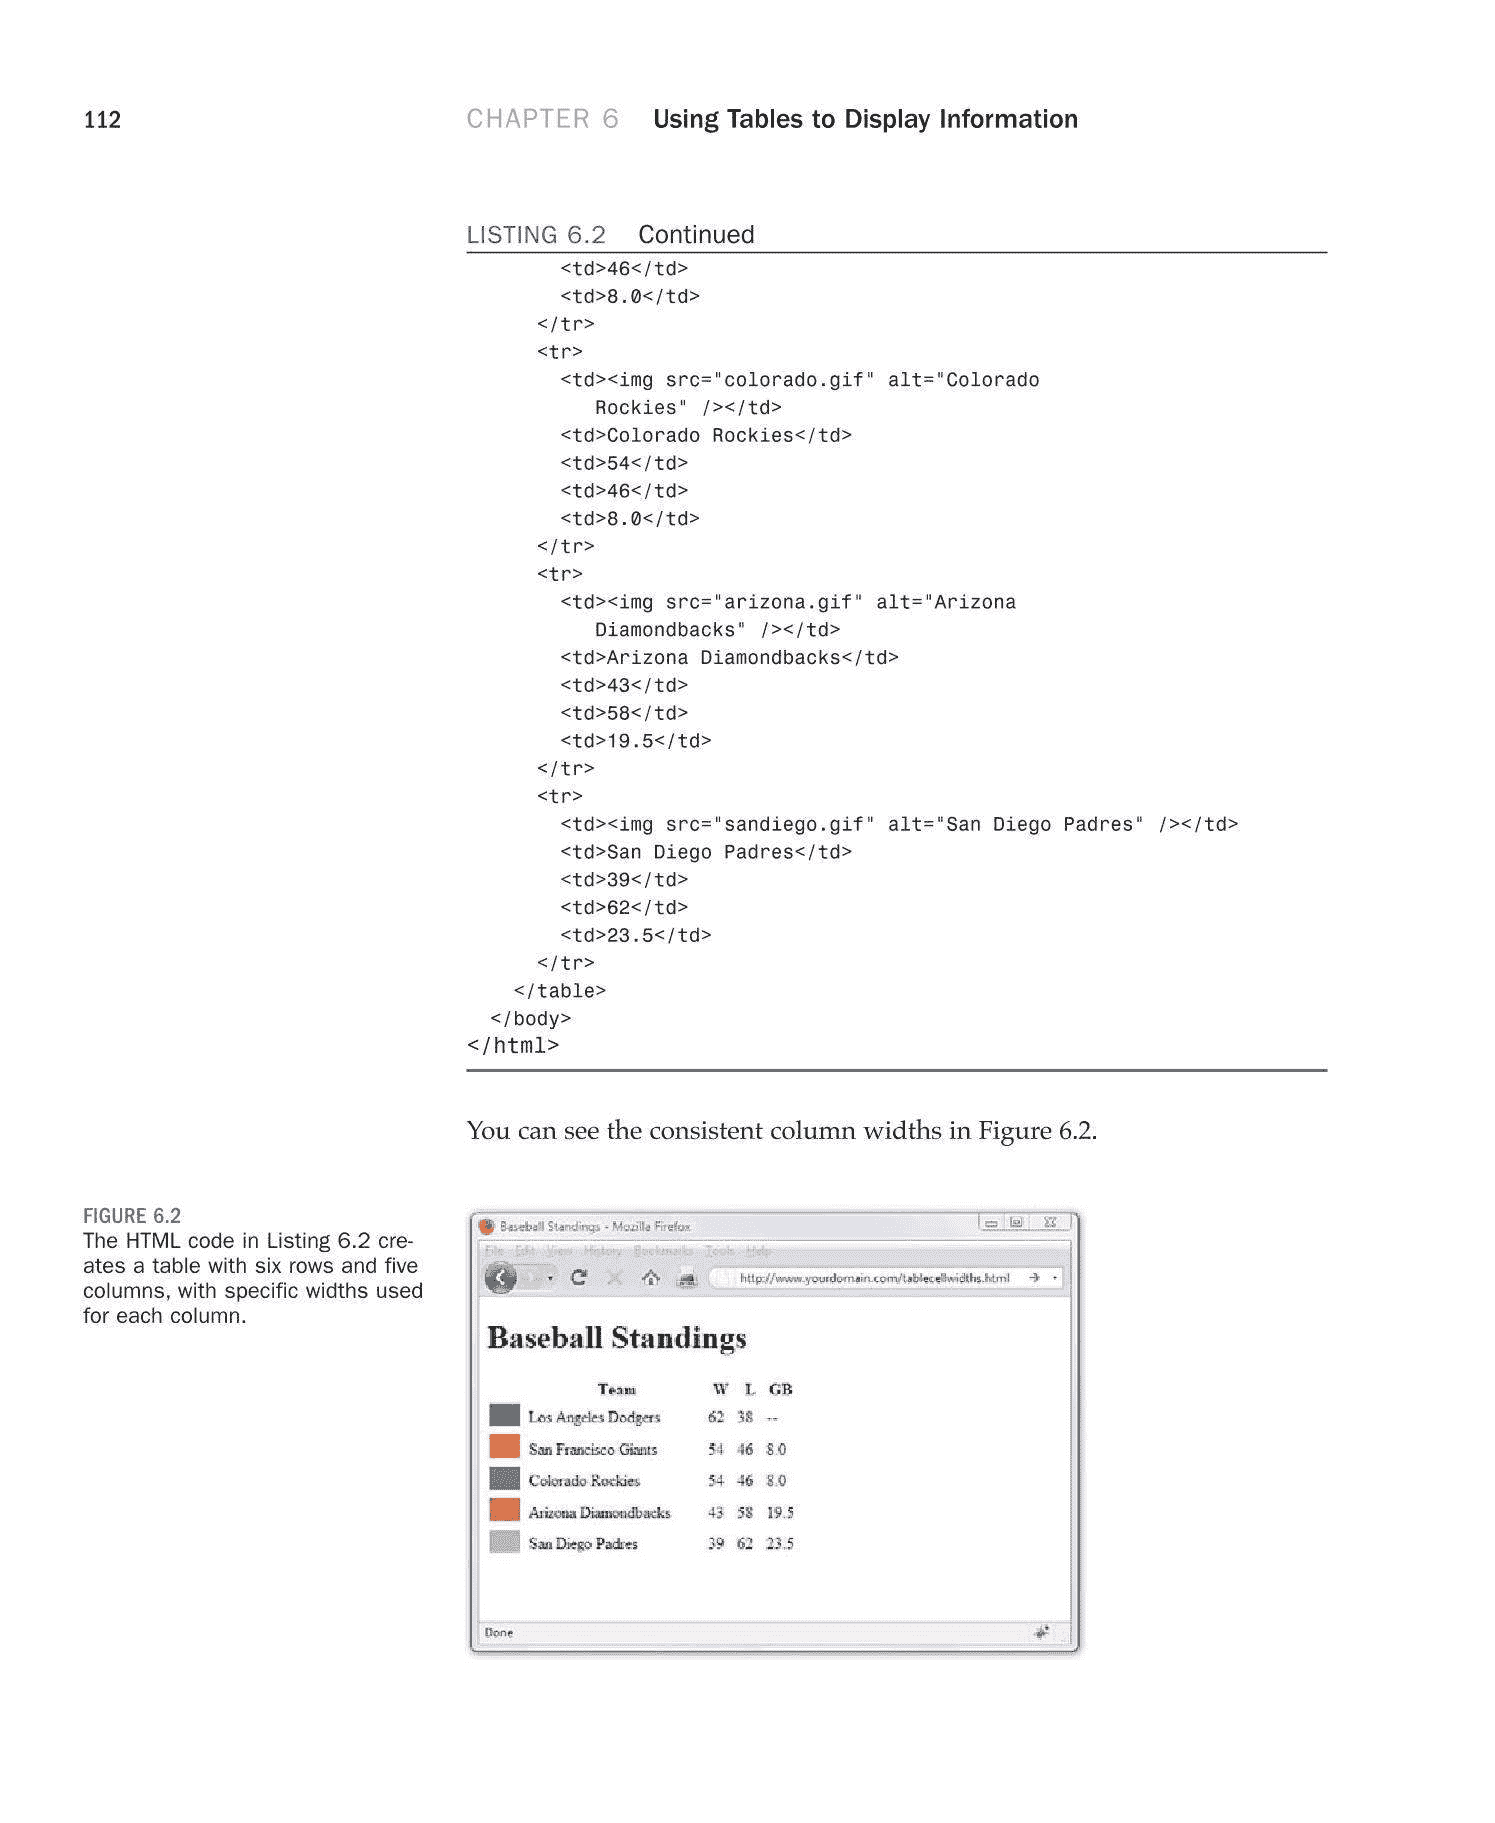 112
CHAPTER 6 Using Tables to Display Information
LISTING 6.2 Continued
<td>46</td>
<td>8.0</td>
</tr>
<tr>
<td><img src="colorado.gif" alt="Colorado
Rockies" /></td>
<td>Colorado Rockies</td>
<td>54</td>
<td>46</td>
<td>8.0</td>
</tr>
<tr>
<td><img src="arizona.gif" alt="Arizona
Diamondbacks" /></td>
<td>Arizona Diamondbacks</td>
<td>43</td>
<td>58</td>
<td>19.5</td>
</tr>
<tr>
<td><img src="sandiego.gif" alt="San Diego Padres" /></td>
<td>San Diego Padres</td>
<td>39</td>
<td>62</td>
<td>23.5</td>
</tr>
</table>
</body>
</html>
You can see the consistent column widths in Figure 6.2.
FIGURE 6.2
The HTML code in Listing 6.2 cre-
ates a table with six rows and five
columns, with specific widths used
for each column.
Baseball Standings - Mozilla Firefox
File Edit View History Bookmarks Tools Help
http://www.yourdomain.com/tablecellwidths.html
Baseball Standings
Team W L GB
Los Angeles Dodgers 62 38 --
San Francisco Giants 54 46 8.0
Colorado Rockies 54 46 8.0
Arizona Diamondbacks 43 58 19.5
San Diego Padres 39 62 23.5
Done